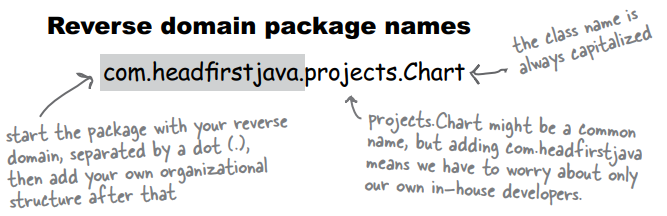 Reverse domain package names
com.headfirstjava.projects.Chart
the class name is
always capitalized
start the package with your reverse
domain, separated by a dot (.),
then add your own organizational
structure after that
projects.Chart might be a common
name, but adding com.headfirstjava
means we have to worry about only
our own in-house developers.